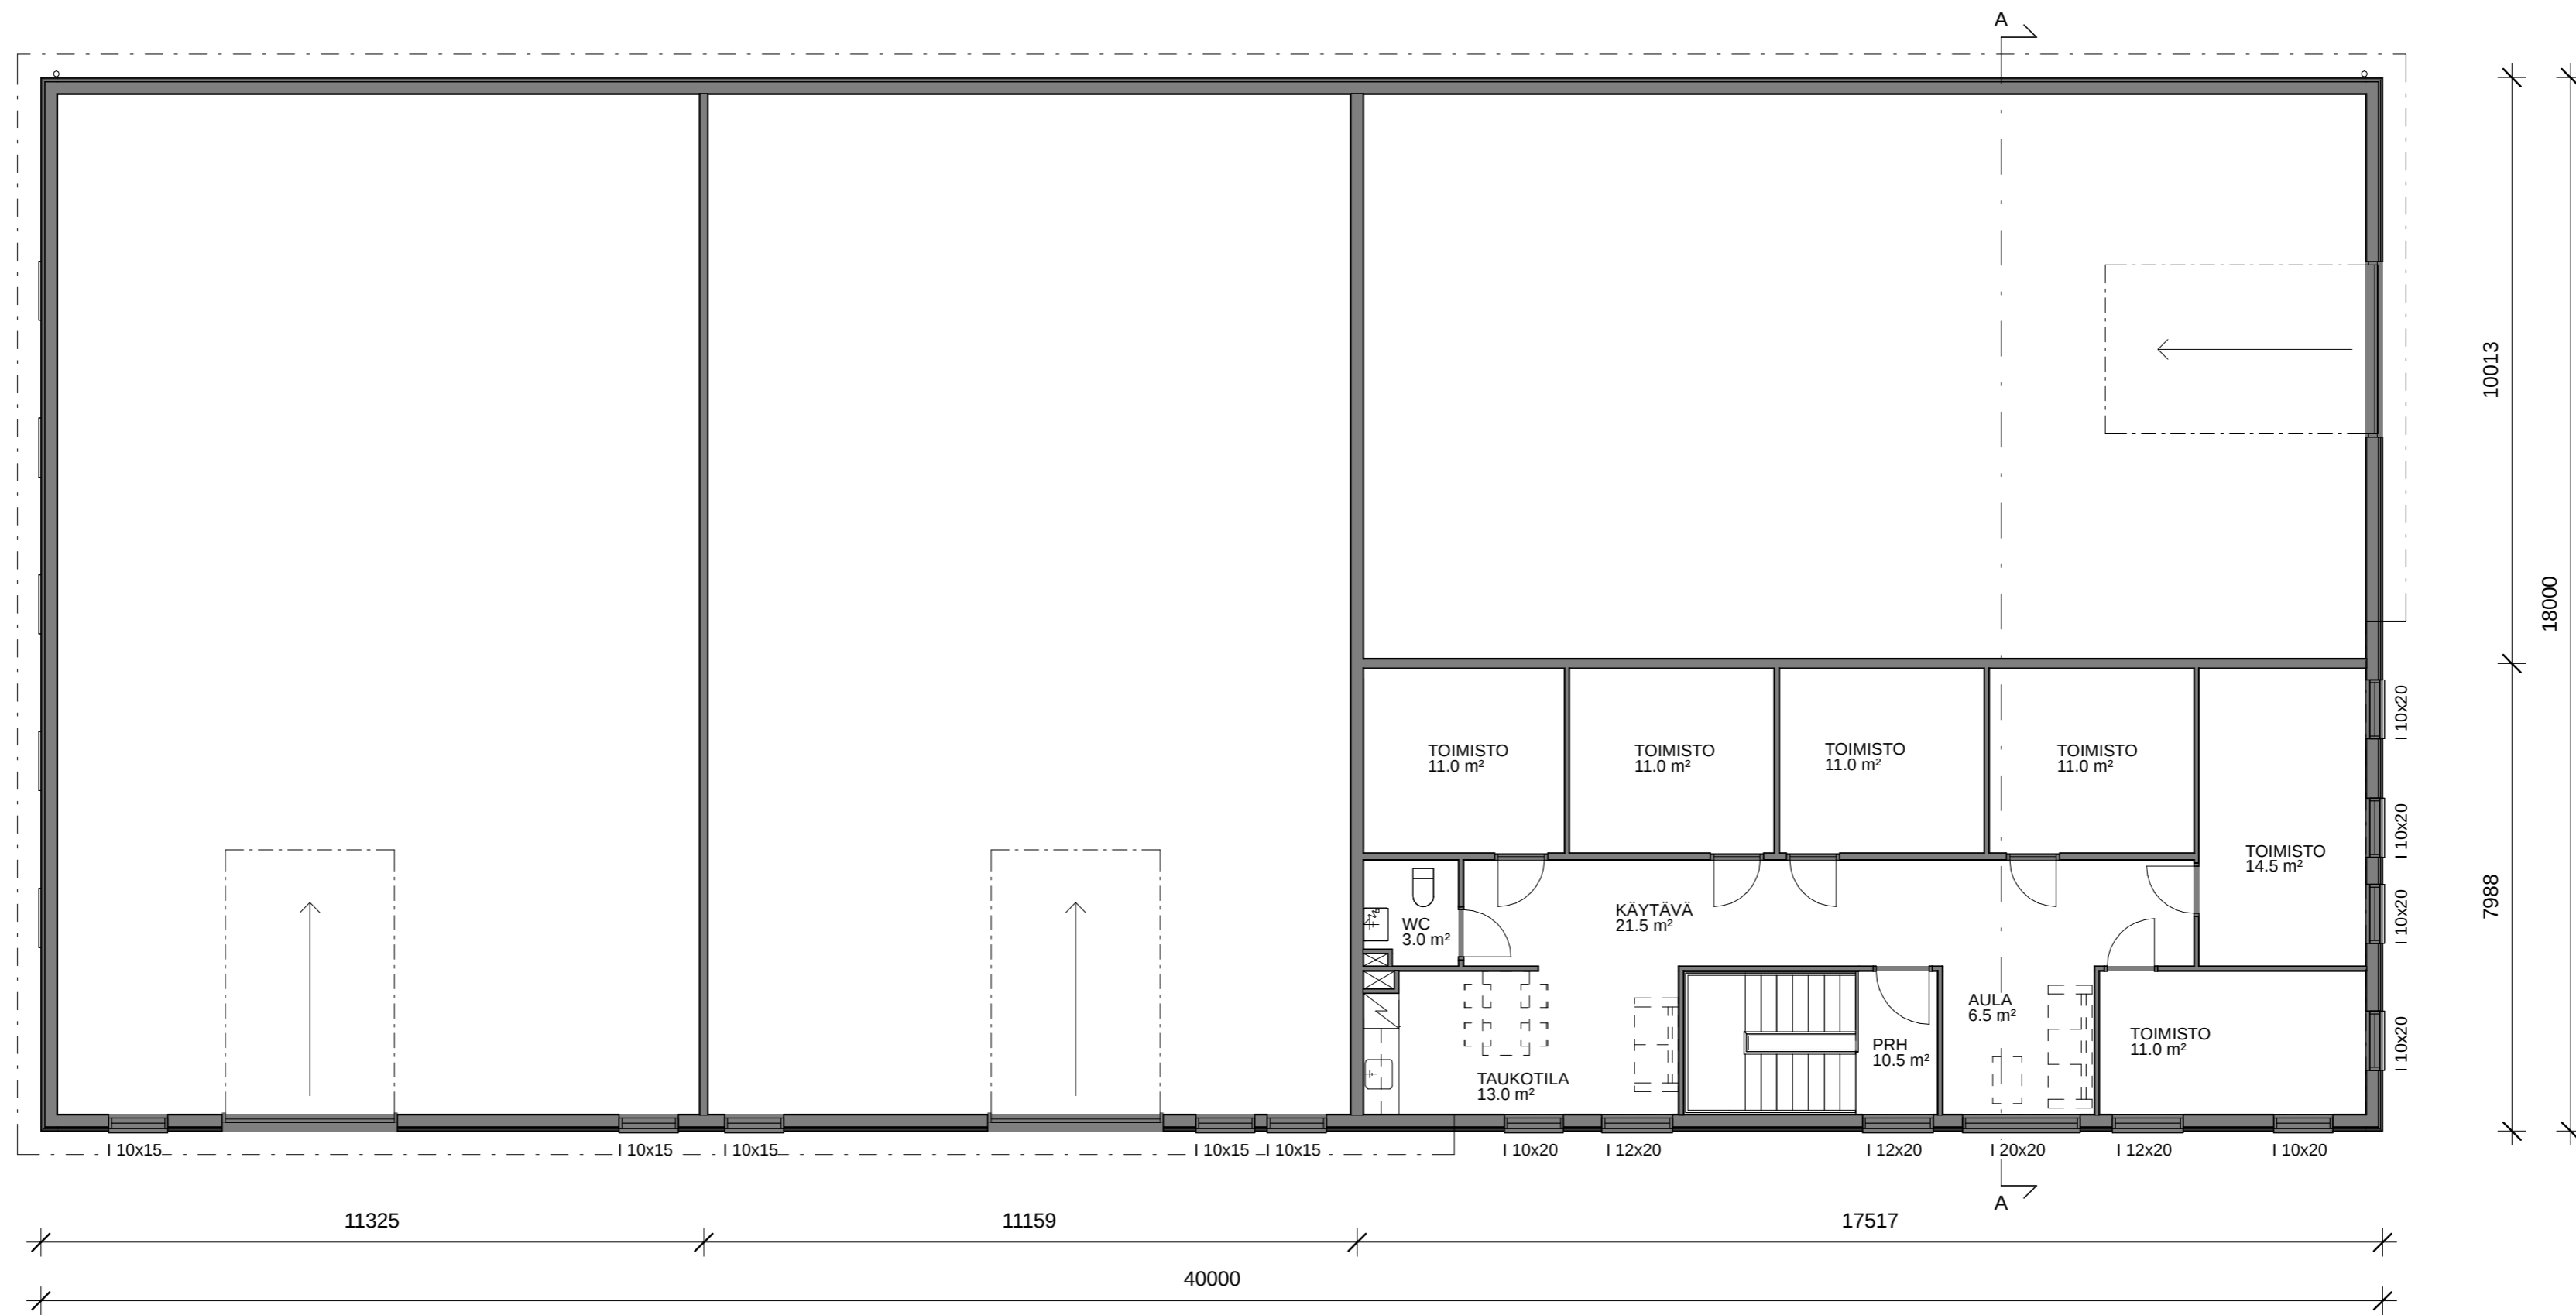 A
10013
18000
I 10x20
TOIMISTO
11.0 m²
TOIMISTO
11.0 m²
TOIMISTO
11.0 m²
TOIMISTO
11.0 m²
I 10x20
TOIMISTO
14.5 m²
7988
I 10x20
KÄYTÄVÄ
21.5 m²
WC
3.0 m²
AULA
6.5 m²
TOIMISTO
11.0 m²
I 10x20
PRH
10.5 m²
TAUKOTILA
13.0 m²
I 10x15
I 10x15
I 10x15
I 10x15
I 10x15
I 10x20
I 12x20
I 12x20
I 20x20
I 12x20
I 10x20
A
11325
11159
17517
40000